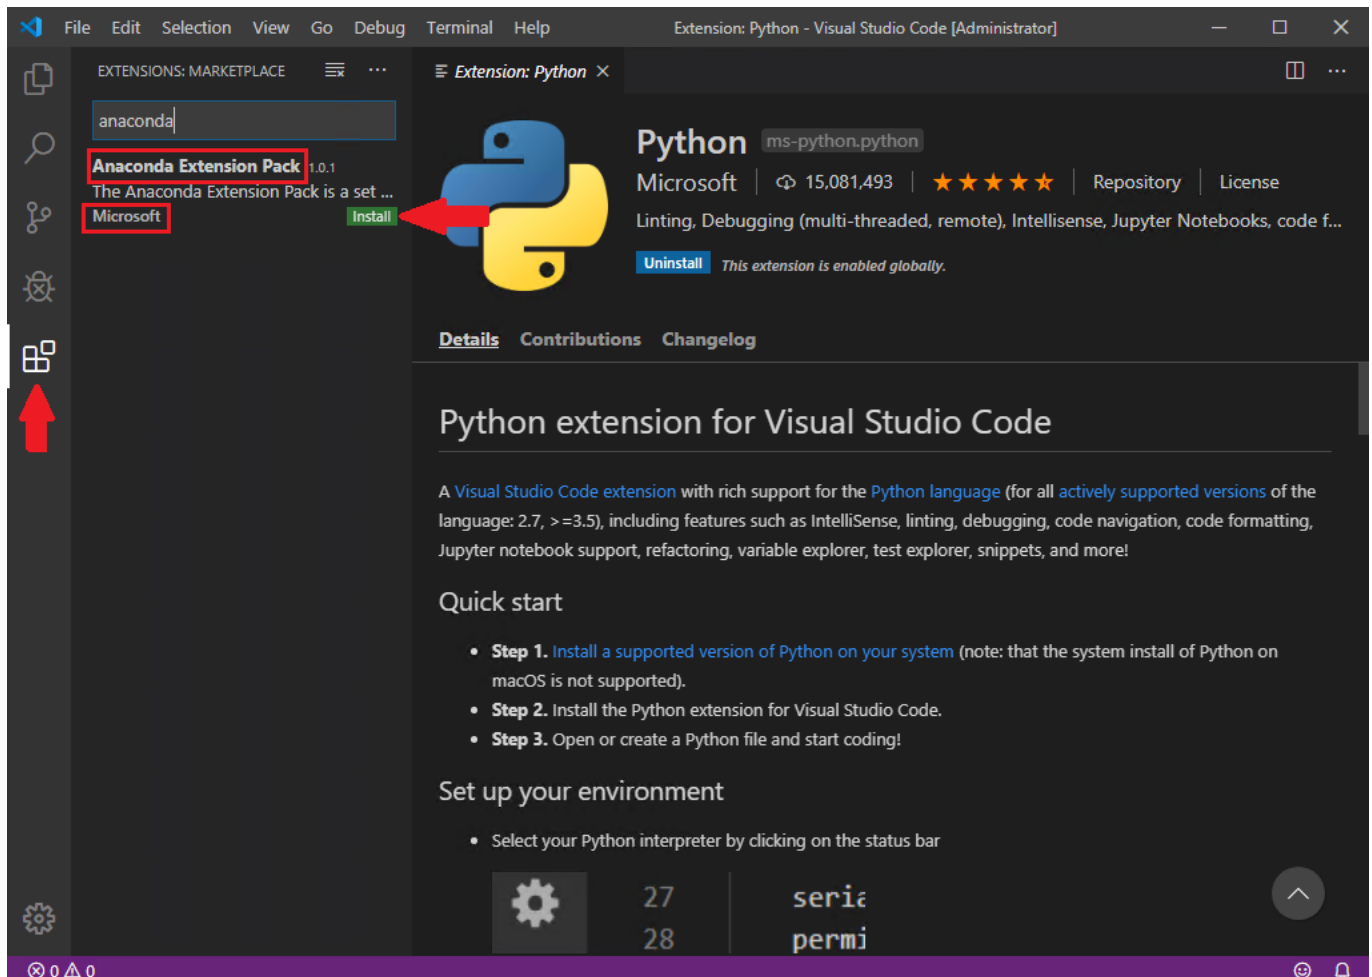 File Edit Selection View Go Debug Terminal Help Extension: Python - Visual Studio Code [Administrator]
EXTENSIONS: MARKETPLACE
anaconda
Anaconda Extension Pack 1.0.1
The Anaconda Extension Pack is a set ...
Microsoft Install
Extension: Python
Python ms-python.python
Microsoft 15,081,493 Repository License
Linting, Debugging (multi-threaded, remote), Intellisense, Jupyter Notebooks, code f...
Uninstall This extension is enabled globally.
Details Contributions Changelog
Python extension for Visual Studio Code
A Visual Studio Code extension with rich support for the Python language (for all actively supported versions of the
language: 2.7, >=3.5), including features such as IntelliSense, linting, debugging, code navigation, code formatting,
Jupyter notebook support, refactoring, variable explorer, test explorer, snippets, and more!
Quick start
• Step 1. Install a supported version of Python on your system (note: that the system install of Python on
macOS is not supported).
• Step 2. Install the Python extension for Visual Studio Code.
• Step 3. Open or create a Python file and start coding!
Set up your environment
• Select your Python interpreter by clicking on the status bar
27 seria
28 permi
0 0